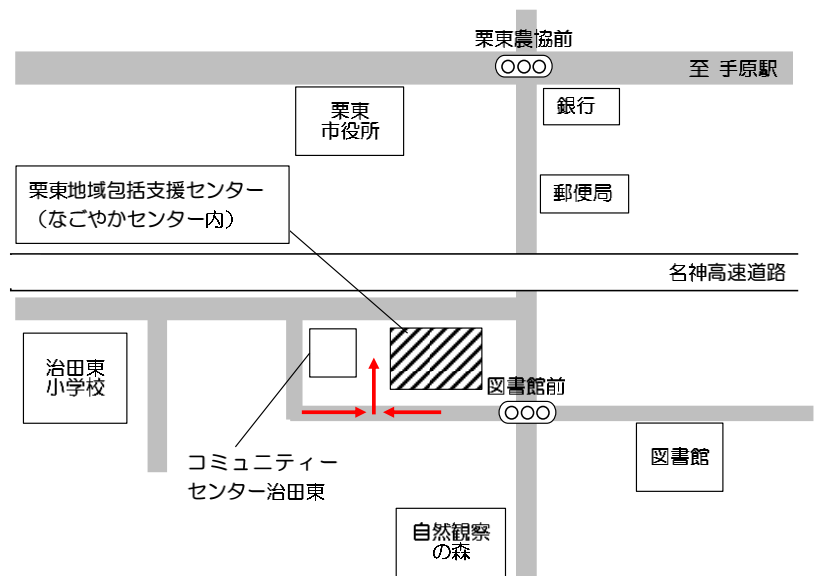 栗東農協前
至 手原駅
銀行
栗東
市役所
栗東地域包括支援センター
（なごやかセンター内）
郵便局
名神高速道路
治田東
小学校
図書館前
図書館
コミュニティー
センター治田東
自然観察
の森